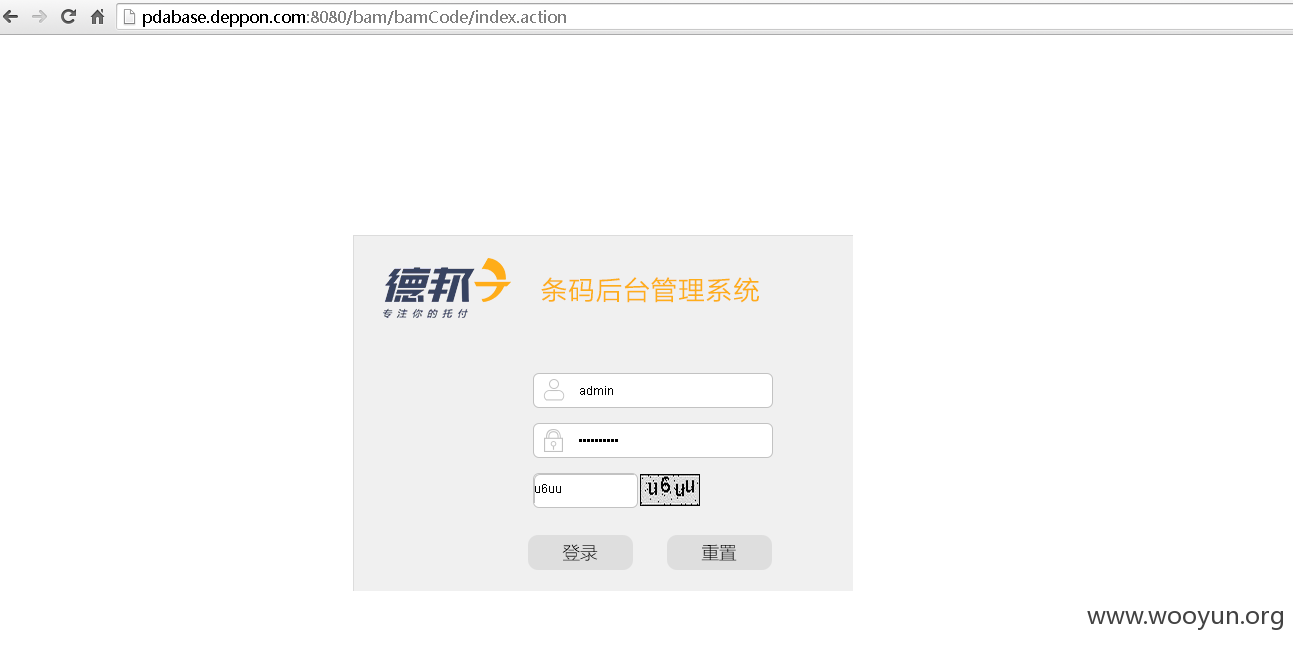 pdabase.deppon.com:8080/bam/bamCode/index.action
德邦
专注你的托付
条码后台管理系统
admin
••••••••••
u6uu
u6uu
登录
重置
www.wooyun.org